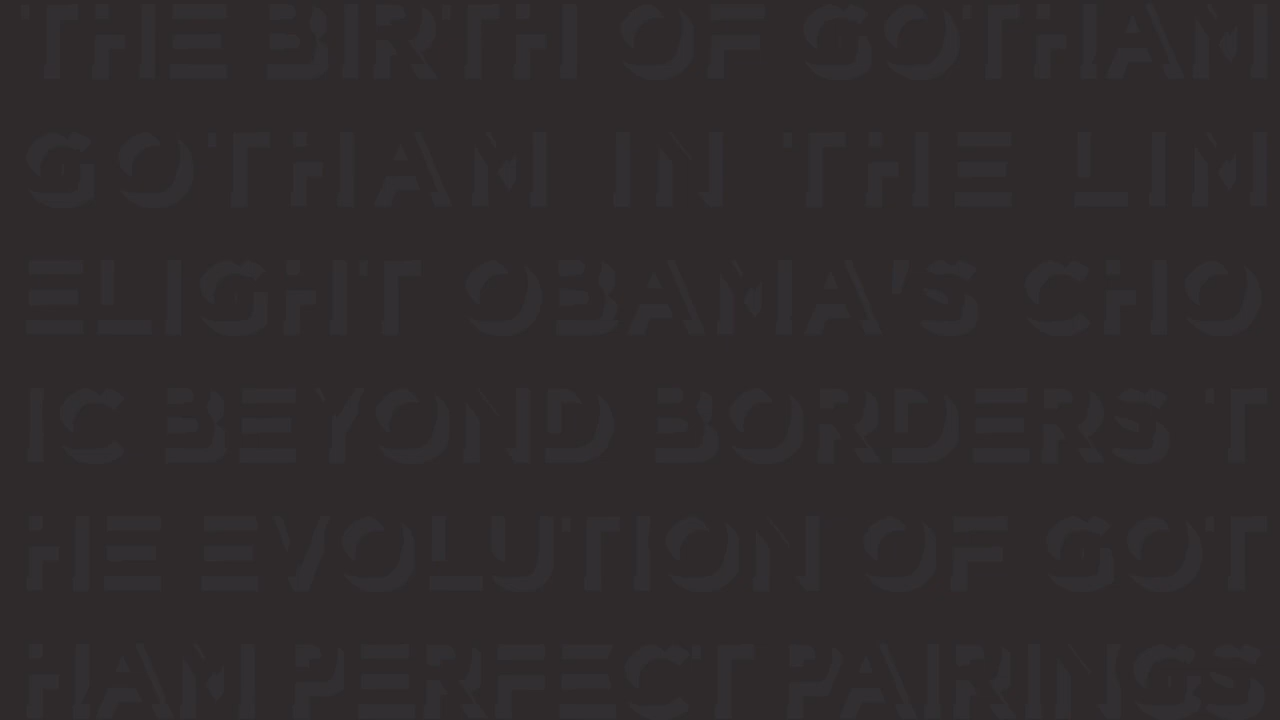 THE BIRTH OF GOTHAM
GOTHAM IN THE LIM
ELIGHT OBAMA'S CHO
IC BEYOND BORDERS T
HE EVOLUTION OF GOT
HAM PERFECT PAIRINGS